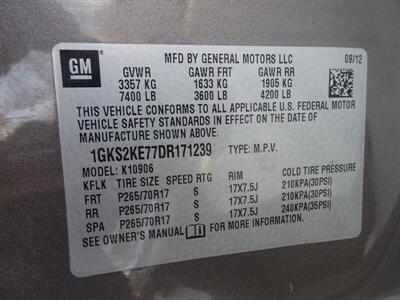 GM
MFD BY GENERAL MOTORS LLC 09/12
GVWR GAWR FRT GAWR RR
3357 KG 1633 KG 1905 KG
7400 LB 3600 LB 4200 LB
THIS VEHICLE CONFORMS TO ALL APPLICABLE U.S. FEDERAL MOTOR
VEHICLE SAFETY STANDARDS IN EFFECT ON THE DATE OF
MANUFACTURE SHOWN ABOVE.
1GKS2KE77DR171239 TYPE: M.P.V.
MODEL: K10906
KFLK TIRE SIZE SPEED RTG RIM
FRT P265/70R17 S 17X7.5J 210KPA(30PSI)
RR P265/70R17 S 17X7.5J 210KPA(30PSI)
SPA P265/70R17 S 17X7.5J 240KPA(35PSI)
SEE OWNER'S MANUAL FOR MORE INFORMATION.